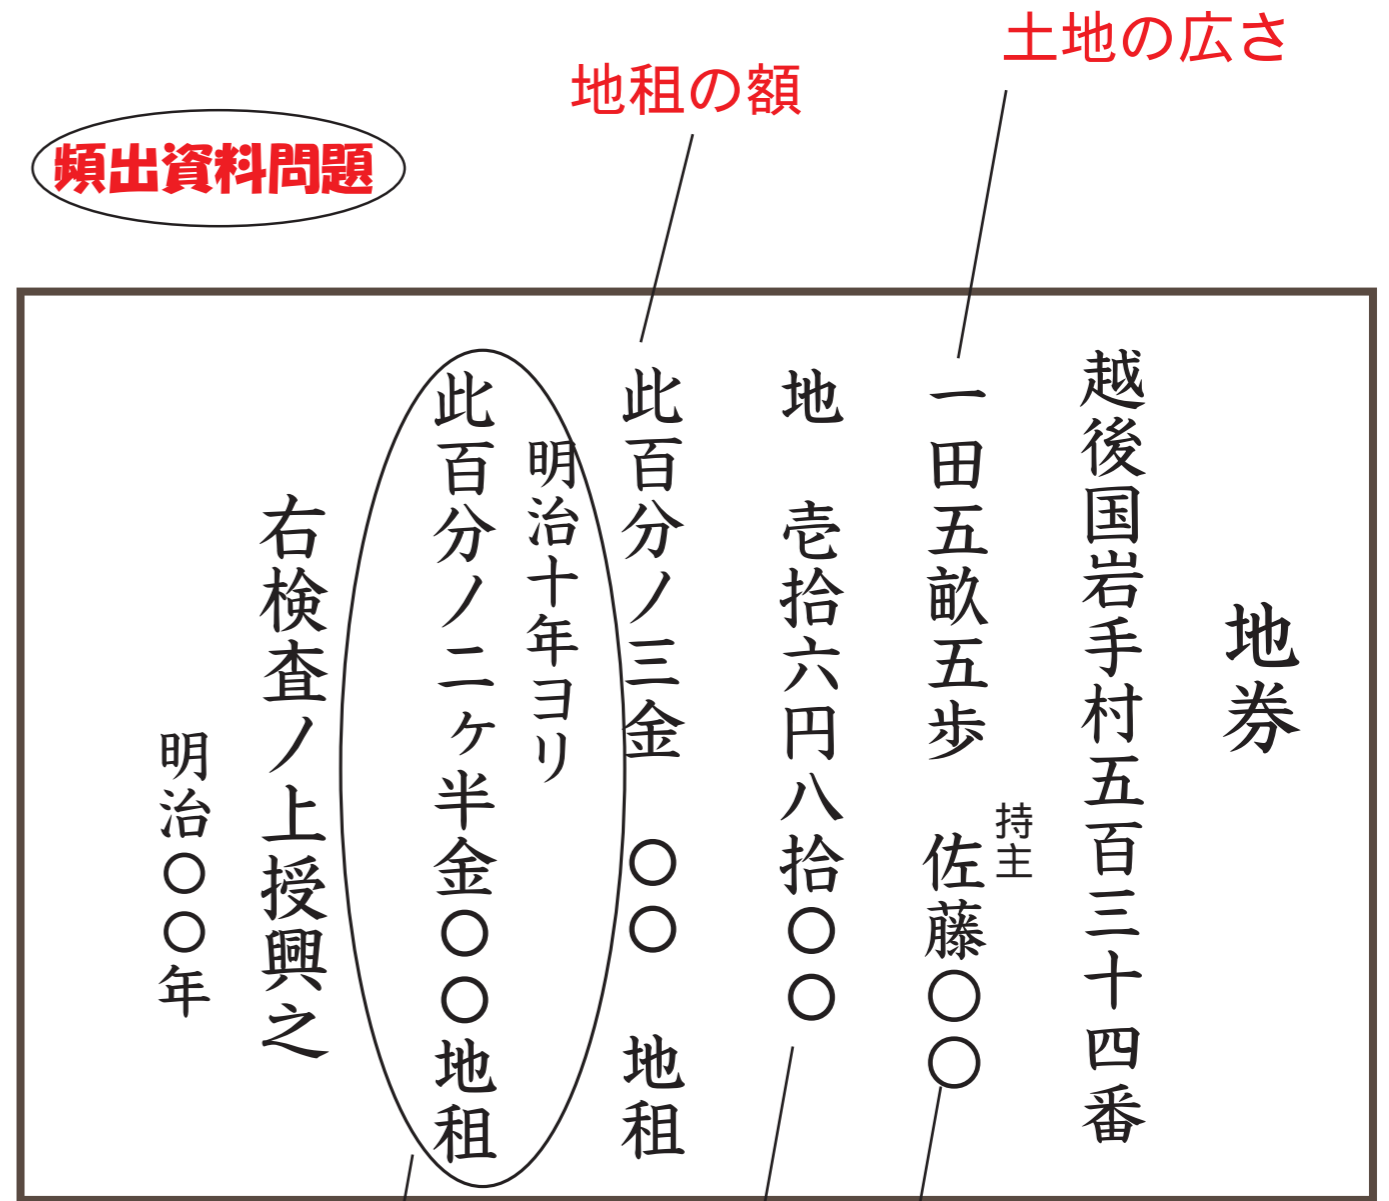 土地の広さ
地租の額
頻出資料問題
地券
越後国岩手村五百三十四番
持主
一田五畝五歩 佐藤〇〇
地 壱拾六円八拾〇〇
此百分ノ三金 〇〇 地租
明治十年ヨリ
此百分ノ二ヶ半金〇〇地租
右検査ノ上授興之
明治〇〇年